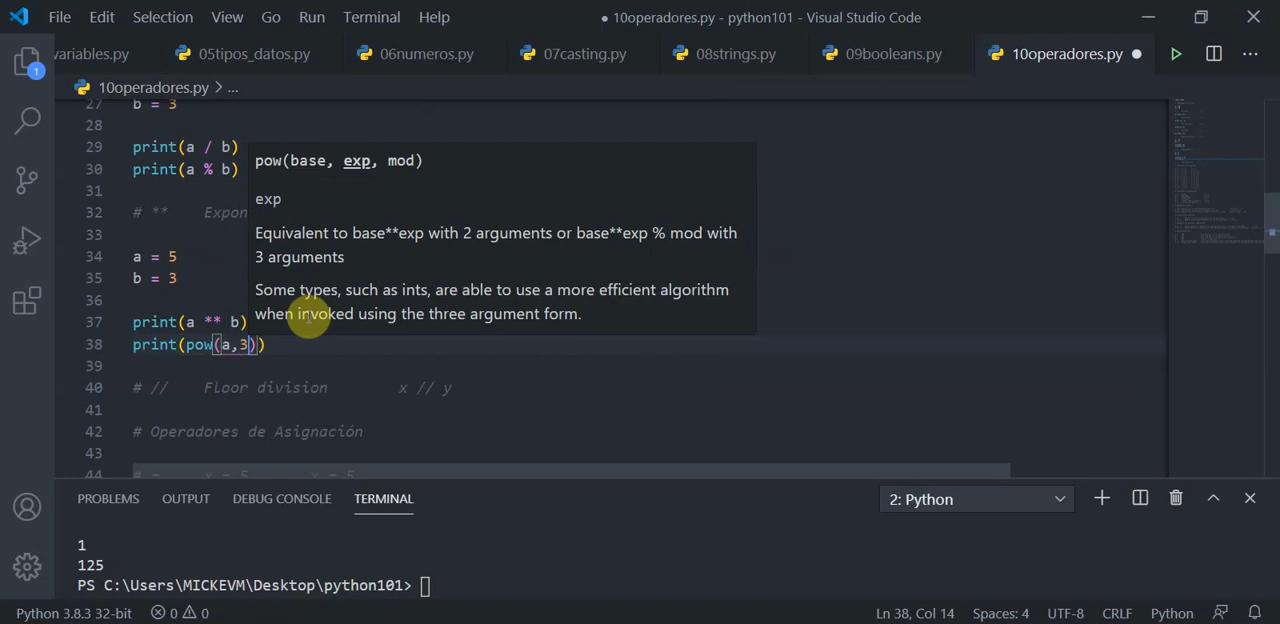 File Edit Selection View Go Run Terminal Help ● 10operadores.py - python101 - Visual Studio Code
variables.py 05tipos_datos.py 06numeros.py 07casting.py 08strings.py 09booleans.py 10operadores.py
1
10operadores.py > ...
27 b = 3
28
29 print(a / b)
30 print(a % b)
31
32 # ** Expon
33
34 a = 5
35 b = 3
36
37 print(a ** b)
38 print(pow(a,3))
39
40 # // Floor division x // y
41
42 # Operadores de Asignación
43
44 # = x = 5 x = 5
pow(base, exp, mod)
exp
Equivalent to base**exp with 2 arguments or base**exp % mod with
3 arguments
Some types, such as ints, are able to use a more efficient algorithm
when invoked using the three argument form.
PROBLEMS OUTPUT DEBUG CONSOLE TERMINAL 2: Python
1
125
PS C:\Users\MICKEVM\Desktop\python101>
Python 3.8.3 32-bit 0 0 Ln 38, Col 14 Spaces: 4 UTF-8 CRLF Python